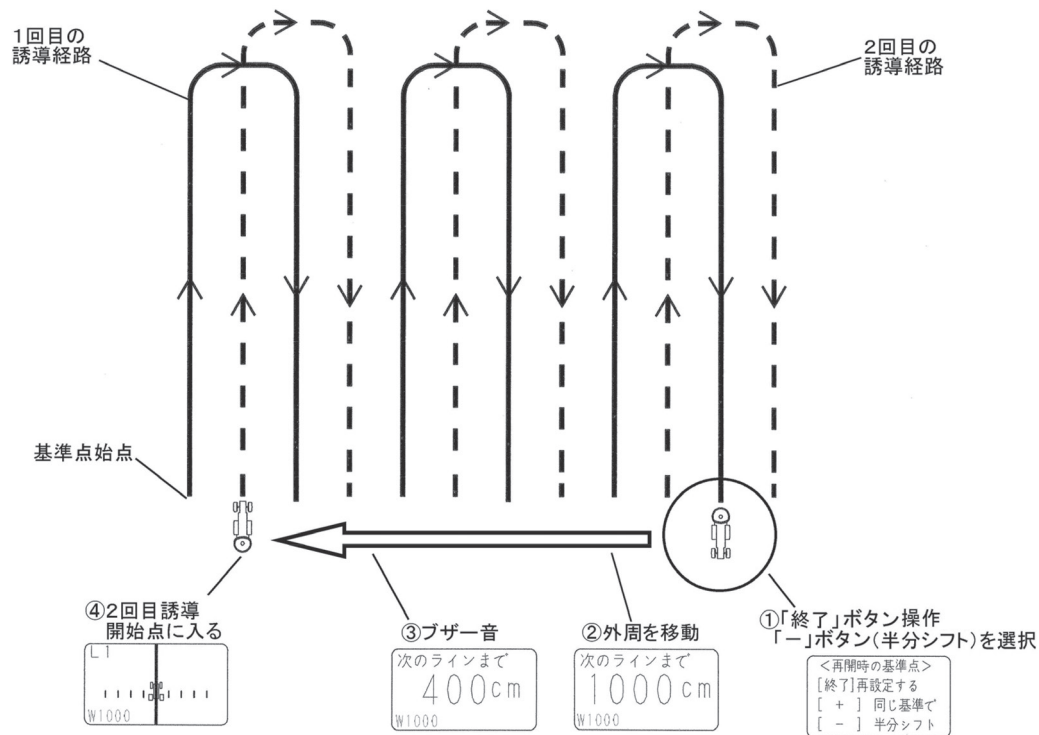 1回目の
誘導経路
2回目の
誘導経路
基準点始点
④2回目誘導
開始点に入る
L1
W1000
③ブザー音
次のラインまで
400cm
W1000
②外周を移動
次のラインまで
1000cm
W1000
①「終了」ボタン操作
「－」ボタン(半分シフト)を選択
<再開時の基準点>
[終了]再設定する
[ + ] 同じ基準で
[ － ] 半分シフト